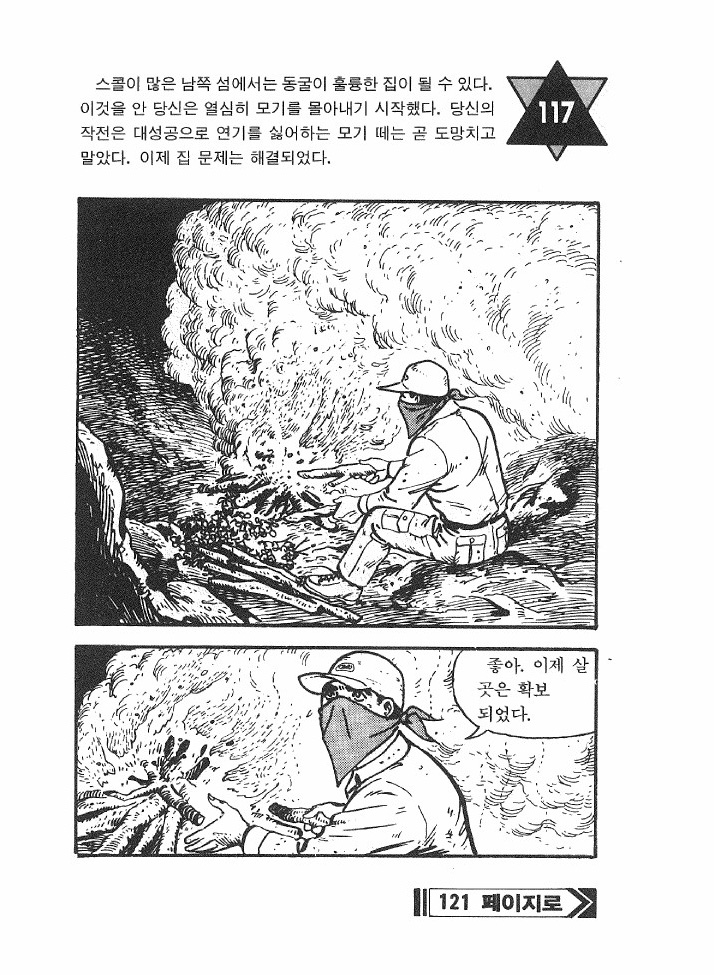 스콜이 많은 남쪽 섬에서는 동굴이 훌륭한 집이 될 수 있다.
이것을 안 당신은 열심히 모기를 몰아내기 시작했다. 당신의
작전은 대성공으로 연기를 싫어하는 모기 떼는 곧 도망치고
말았다. 이제 집 문제는 해결되었다.
117
좋아. 이제 살
곳은 확보
되었다.
121 페이지로